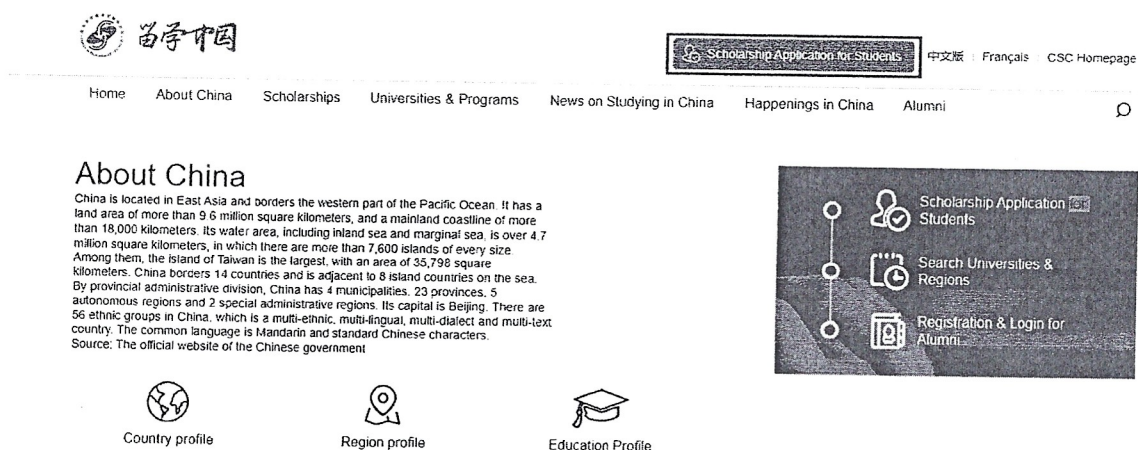 留学中国
Scholarship Application for Students 中文版 Français CSC Homepage
Home About China Scholarships Universities & Programs News on Studying in China Happenings in China Alumni
About China
China is located in East Asia and borders the western part of the Pacific Ocean. It has a
land area of more than 9.6 million square kilometers, and a mainland coastline of more
than 18,000 kilometers. Its water area, including inland sea and marginal sea, is over 4.7
million square kilometers, in which there are more than 7,600 islands of every size.
Among them, the island of Taiwan is the largest, with an area of 35,798 square
kilometers. China borders 14 countries and is adjacent to 8 island countries on the sea.
By provincial administrative division, China has 4 municipalities, 23 provinces, 5
autonomous regions and 2 special administrative regions. Its capital is Beijing. There are
56 ethnic groups in China, which is a multi-ethnic, multi-lingual, multi-dialect and multi-text
country. The common language is Mandarin and standard Chinese characters.
Source: The official website of the Chinese government
Scholarship Application for
Students
Search Universities &
Regions
Registration & Login for
Alumni
Country profile
Region profile
Education Profile